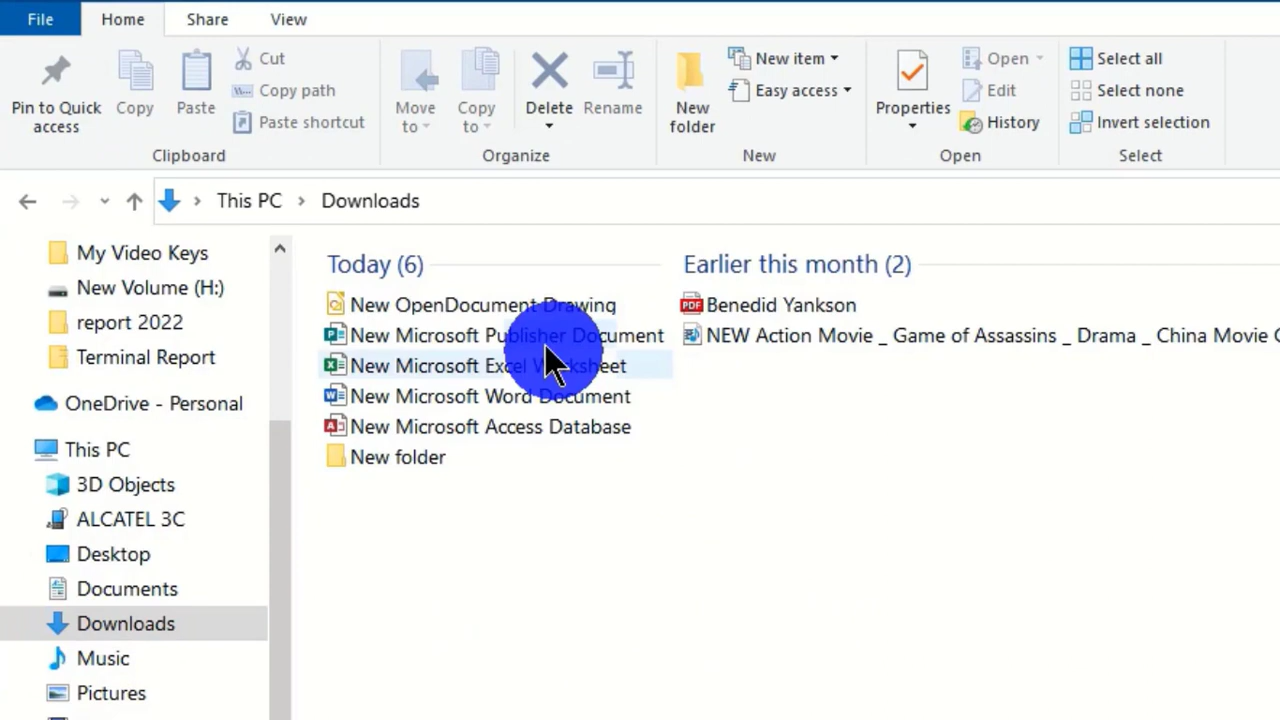 File Home Share View
Pin to Quick access
Copy
Paste
Cut
Copy path
Paste shortcut
Clipboard
Move to
Copy to
Delete
Rename
Organize
New folder
New item
Easy access
New
Properties
Open
Edit
History
Open
Select all
Select none
Invert selection
Select
This PC > Downloads
My Video Keys
New Volume (H:)
report 2022
Terminal Report
OneDrive - Personal
This PC
3D Objects
ALCATEL 3C
Desktop
Documents
Downloads
Music
Pictures
Today (6)
New OpenDocument Drawing
New Microsoft Publisher Document
New Microsoft Excel Worksheet
New Microsoft Word Document
New Microsoft Access Database
New folder
Earlier this month (2)
Benedid Yankson
NEW Action Movie _ Game of Assassins _ Drama _ China Movie